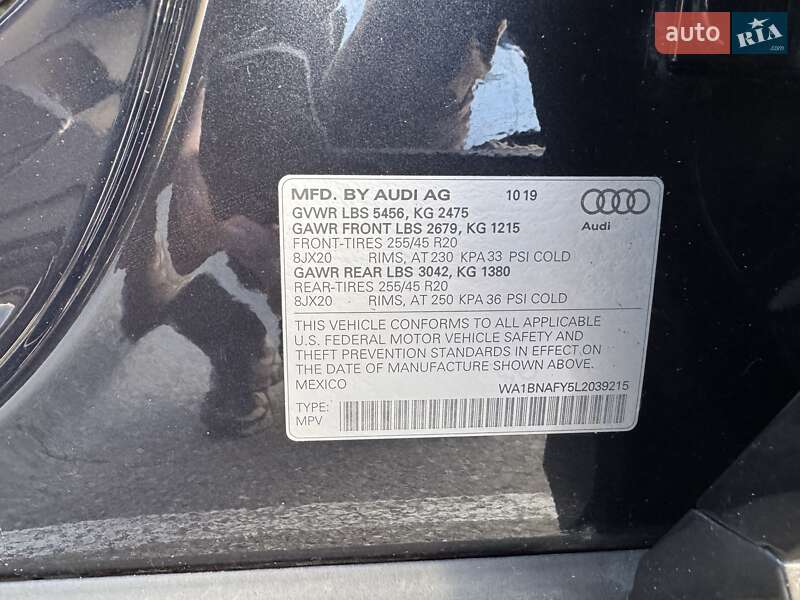 auto RIA
.com
MFD. BY AUDI AG 10 19
GVWR LBS 5456, KG 2475
GAWR FRONT LBS 2679, KG 1215
FRONT-TIRES 255/45 R20
8JX20 RIMS, AT 230 KPA 33 PSI COLD
GAWR REAR LBS 3042, KG 1380
REAR-TIRES 255/45 R20
8JX20 RIMS, AT 250 KPA 36 PSI COLD
Audi
THIS VEHICLE CONFORMS TO ALL APPLICABLE
U.S. FEDERAL MOTOR VEHICLE SAFETY AND
THEFT PREVENTION STANDARDS IN EFFECT ON
THE DATE OF MANUFACTURE SHOWN ABOVE.
MEXICO WA1BNAFY5L2039215
TYPE:
MPV